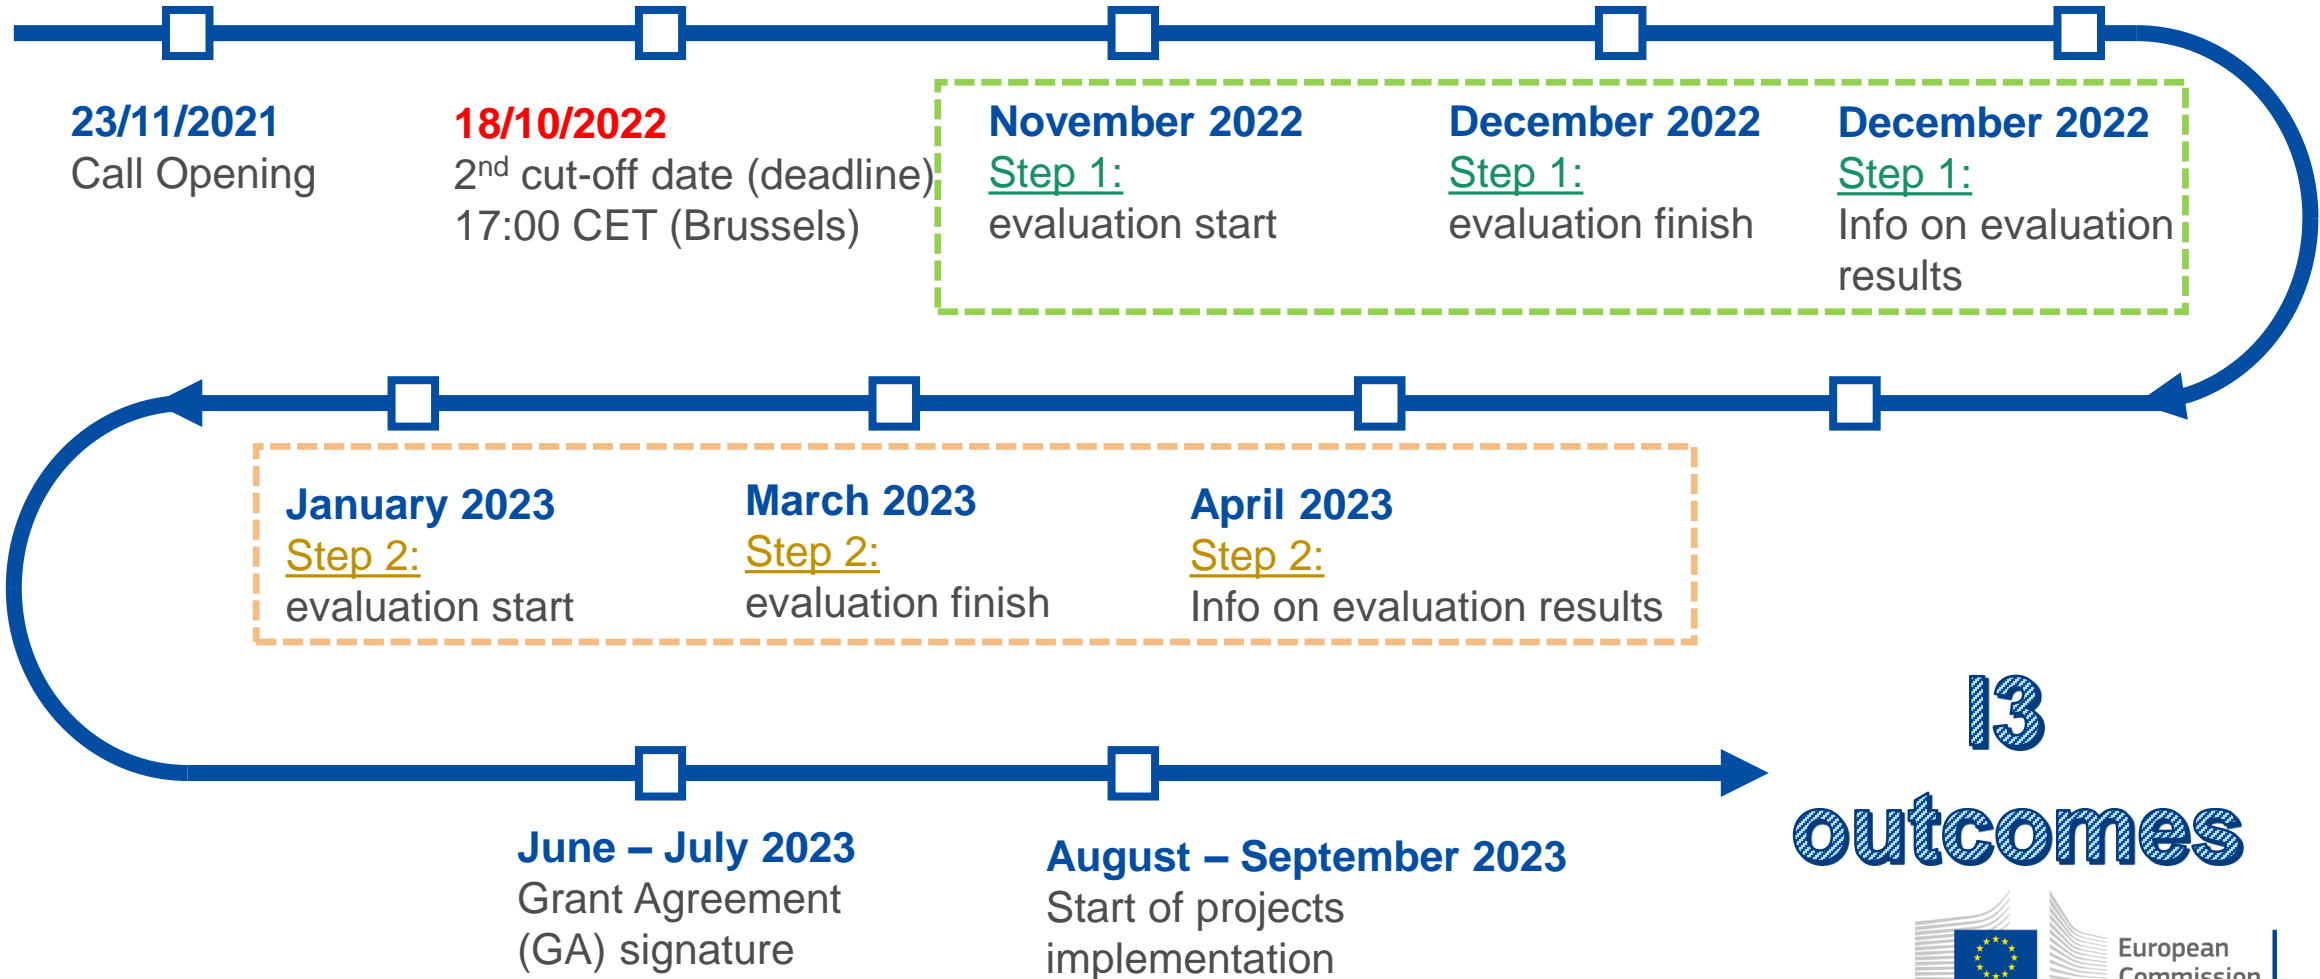 23/11/2021
Call Opening
18/10/2022
2nd cut-off date (deadline)
17:00 CET (Brussels)
November 2022
Step 1:
evaluation start
December 2022
Step 1:
evaluation finish
December 2022
Step 1:
Info on evaluation
results
January 2023
Step 2:
evaluation start
March 2023
Step 2:
evaluation finish
April 2023
Step 2:
Info on evaluation results
June – July 2023
Grant Agreement
(GA) signature
August – September 2023
Start of projects
implementation
I3
outcomes
European
Commission